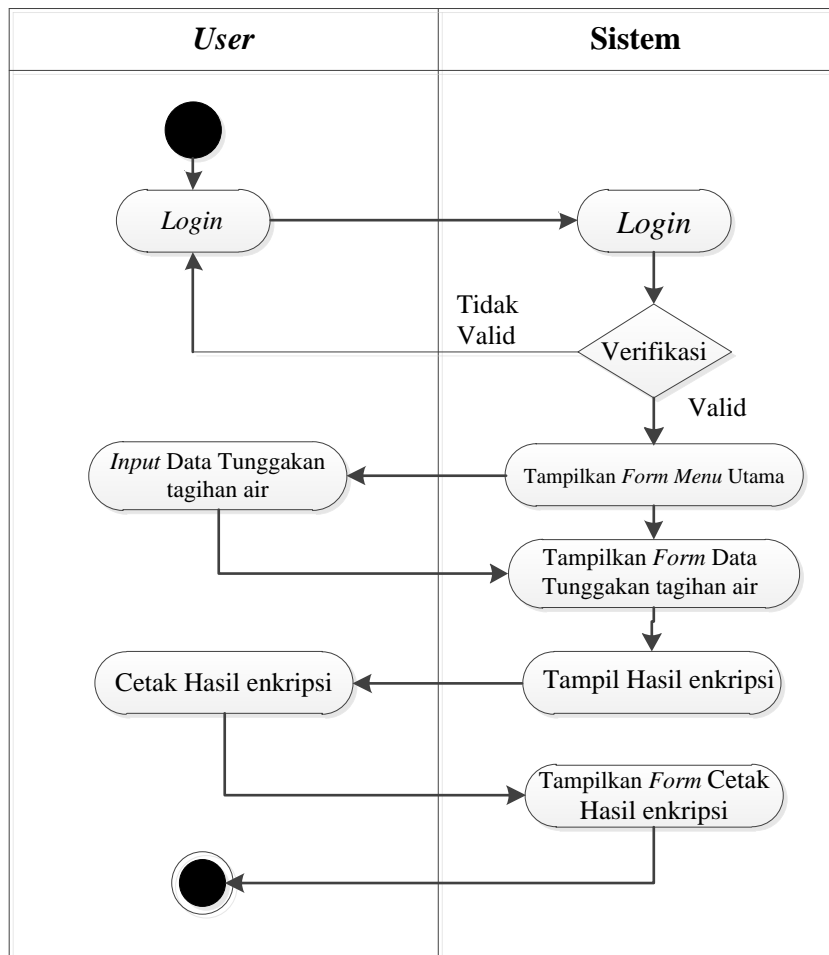 User
Sistem
Login
Login
Tidak
Valid
Verifikasi
Valid
Input Data Tunggakan
tagihan air
Tampilkan Form Menu Utama
Tampilkan Form Data
Tunggakan tagihan air
Cetak Hasil enkripsi
Tampil Hasil enkripsi
Tampilkan Form Cetak
Hasil enkripsi